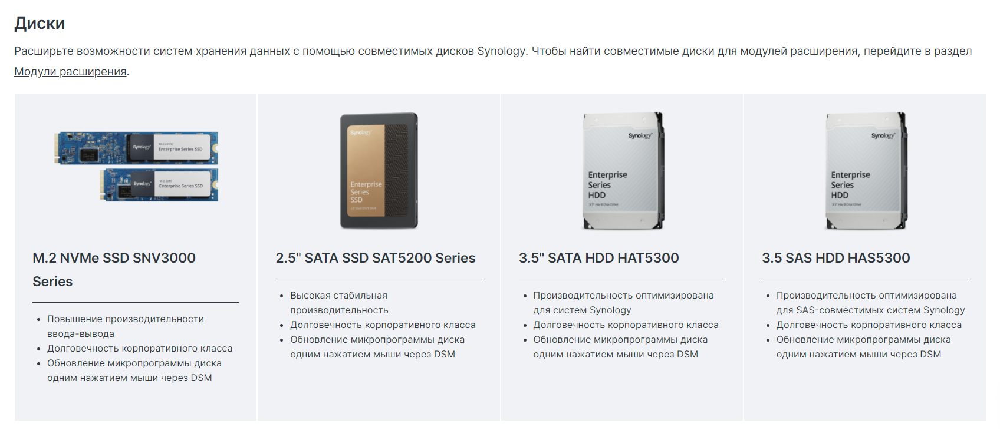 Диски
Расширьте возможности систем хранения данных с помощью совместимых дисков Synology. Чтобы найти совместимые диски для модулей расширения, перейдите в раздел
Модули расширения.
Synology
M.2 22110
Enterprise Series SSD
Synology
M.2 2280
Enterprise Series SSD
M.2 NVMe SSD SNV3000
Series
Повышение производительности
ввода-вывода
Долговечность корпоративного класса
Обновление микропрограммы диска
одним нажатием мыши через DSM
Synology
Enterprise
Series
SSD
2.5" SATA SSD SAT5200 Series
Высокая стабильная
производительность
Долговечность корпоративного класса
Обновление микропрограммы диска
одним нажатием мыши через DSM
Synology
Enterprise
Series
HDD
3.5" Hard Disk Drive
3.5" SATA HDD HAT5300
Производительность оптимизирована
для систем Synology
Долговечность корпоративного класса
Обновление микропрограммы диска
одним нажатием мыши через DSM
Synology
Enterprise
Series
HDD
3.5" Hard Disk Drive
3.5 SAS HDD HAS5300
Производительность оптимизирована
для SAS-совместимых систем Synology
Долговечность корпоративного класса
Обновление микропрограммы диска
одним нажатием мыши через DSM